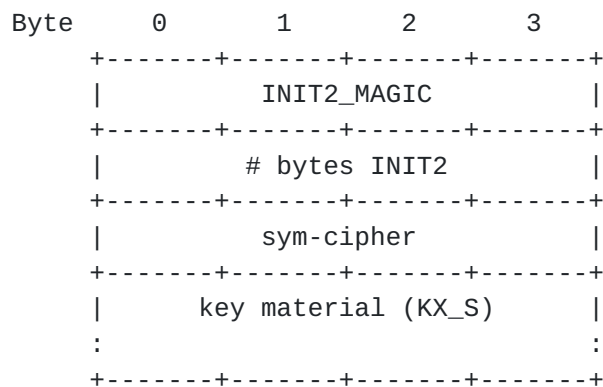 Byte 0 1 2 3
+-------+-------+-------+-------+
| INIT2_MAGIC |
+-------+-------+-------+-------+
| # bytes INIT2 |
+-------+-------+-------+-------+
| sym-cipher |
+-------+-------+-------+-------+
| key material (KX_S) |
: :
+-------+-------+-------+-------+